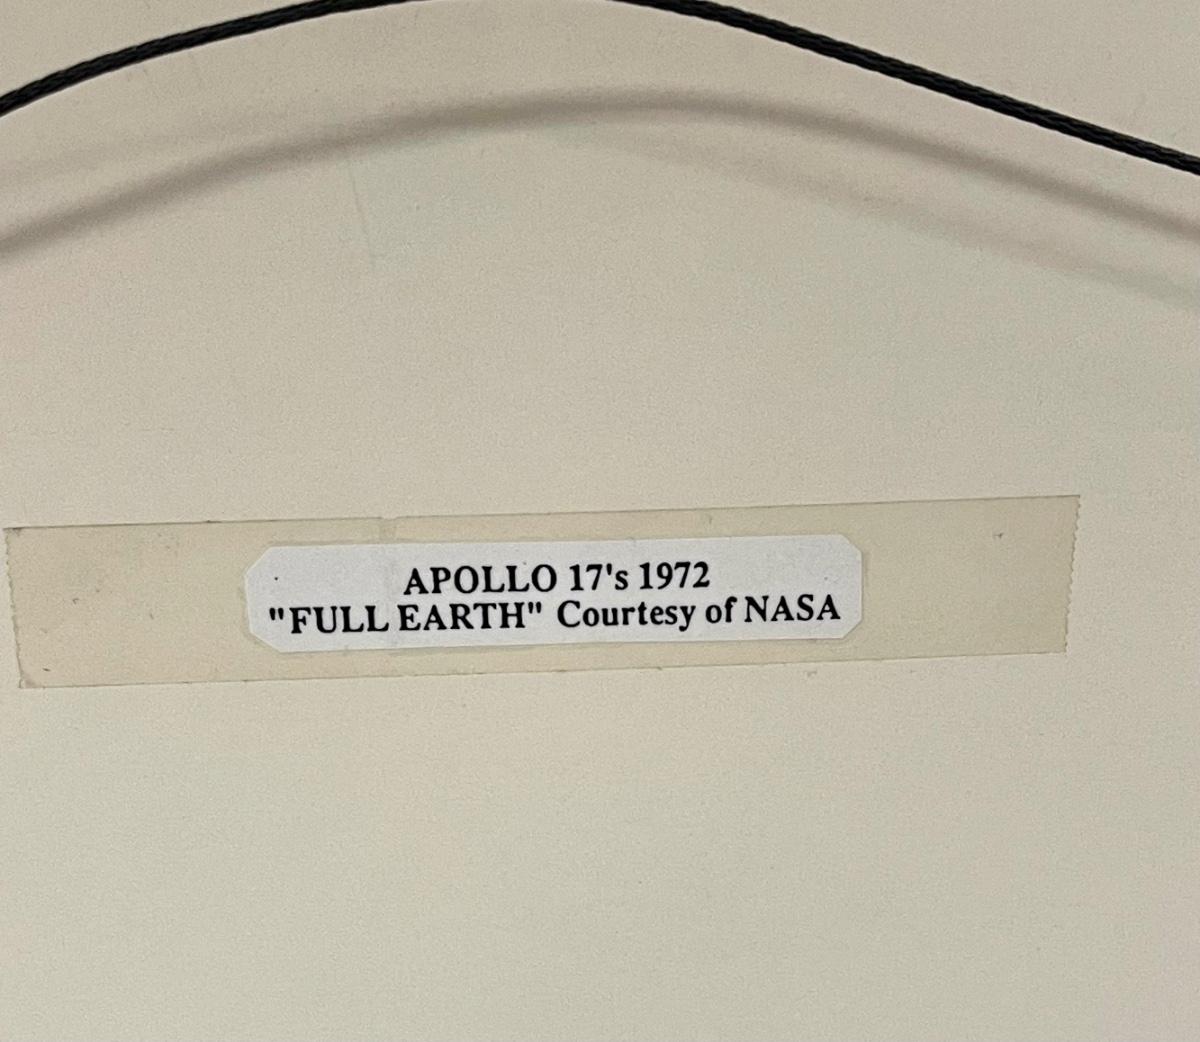 APOLLO 17's 1972
"FULL EARTH" Courtesy of NASA